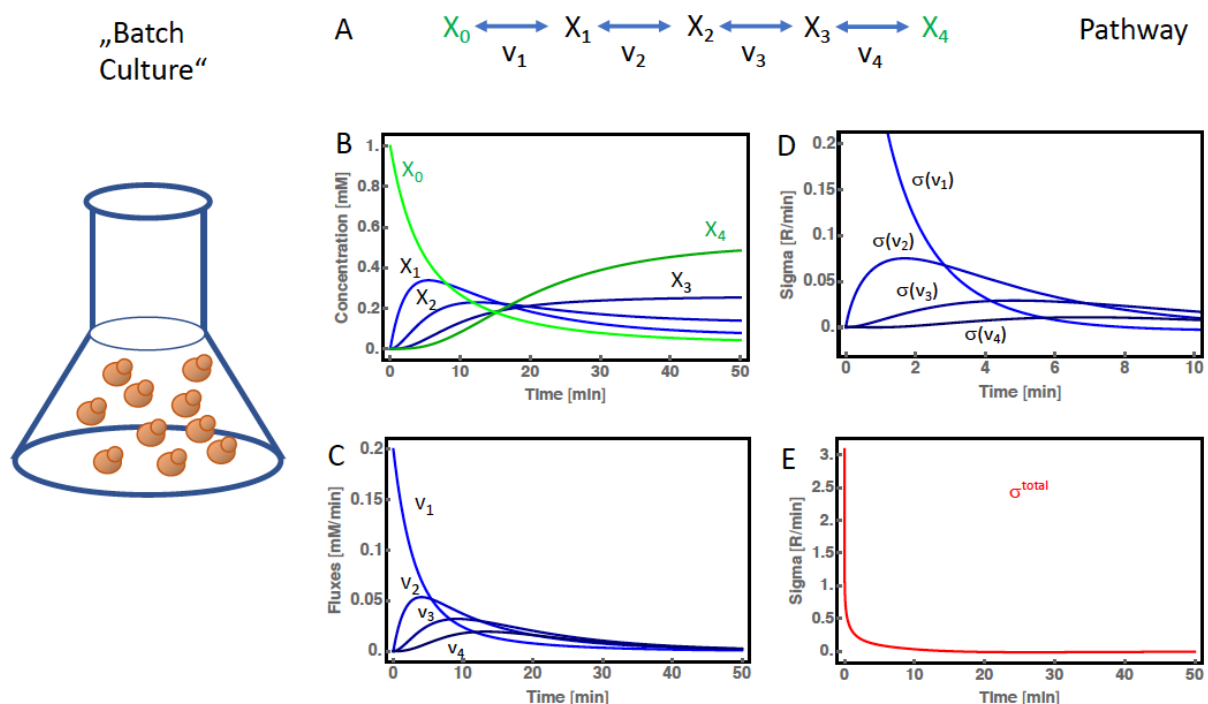 „Batch
Culture“
A
X₀ X₁ X₂ X₃ X₄
v₁ v₂ v₃ v₄
Pathway
B
Concentration [mM]
1.
0.8
0.6
0.4
0.2
0.
X₀
X₁
X₂
X₃
X₄
0 10 20 30 40 50
Time [min]
D
Sigma [R/min]
0.2
0.15
0.1
0.05
0.
σ(v₁)
σ(v₂)
σ(v₃)
σ(v₄)
0 2 4 6 8 10
Time [min]
C
Fluxes [mM/min]
0.2
0.15
0.1
0.05
0.
v₁
v₂
v₃
v₄
0 10 20 30 40 50
Time [min]
E
Sigma [R/min]
3.
2.5
2.
1.5
1.
0.5
0.
σᵗᵒᵗᵃˡ
0 10 20 30 40 50
Time [min]